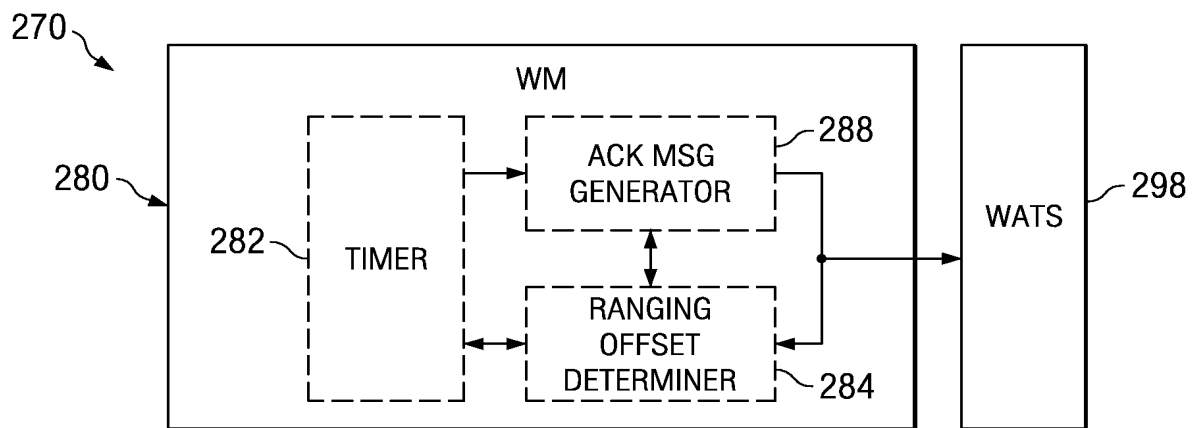 270
WM
280
282
TIMER
ACK MSG
GENERATOR
288
RANGING
OFFSET
DETERMINER
284
WATS
298